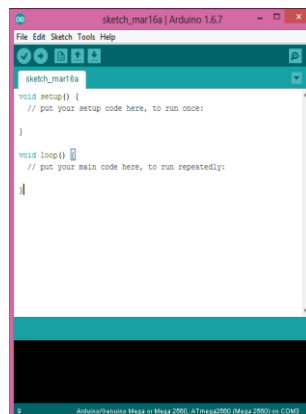 sketch_mar16a | Arduino 1.6.7
File Edit Sketch Tools Help
sketch_mar16a
void setup() {
// put your setup code here, to run once:
}
void loop() {
// put your main code here, to run repeatedly:
}
9 Arduino/Genuino Mega or Mega 2560, ATmega2560 (Mega 2560) on COM3